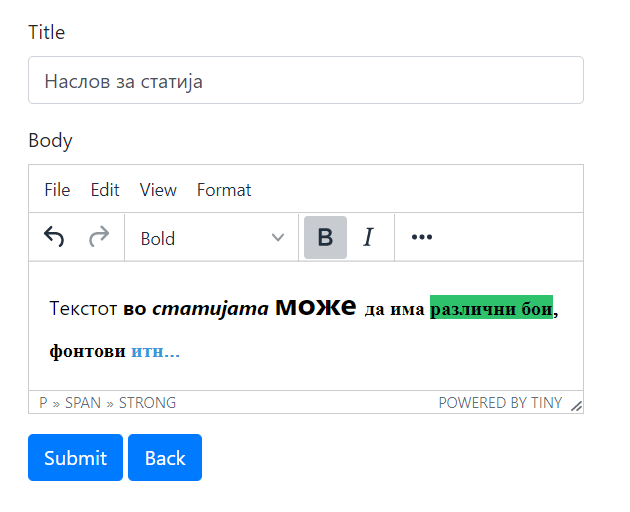 Title
Наслов за статија
Body
File Edit View Format
Bold B I
Текстот во статијата може да има различни бои,
фонтови итн...
P » SPAN » STRONG POWERED BY TINY
Submit Back